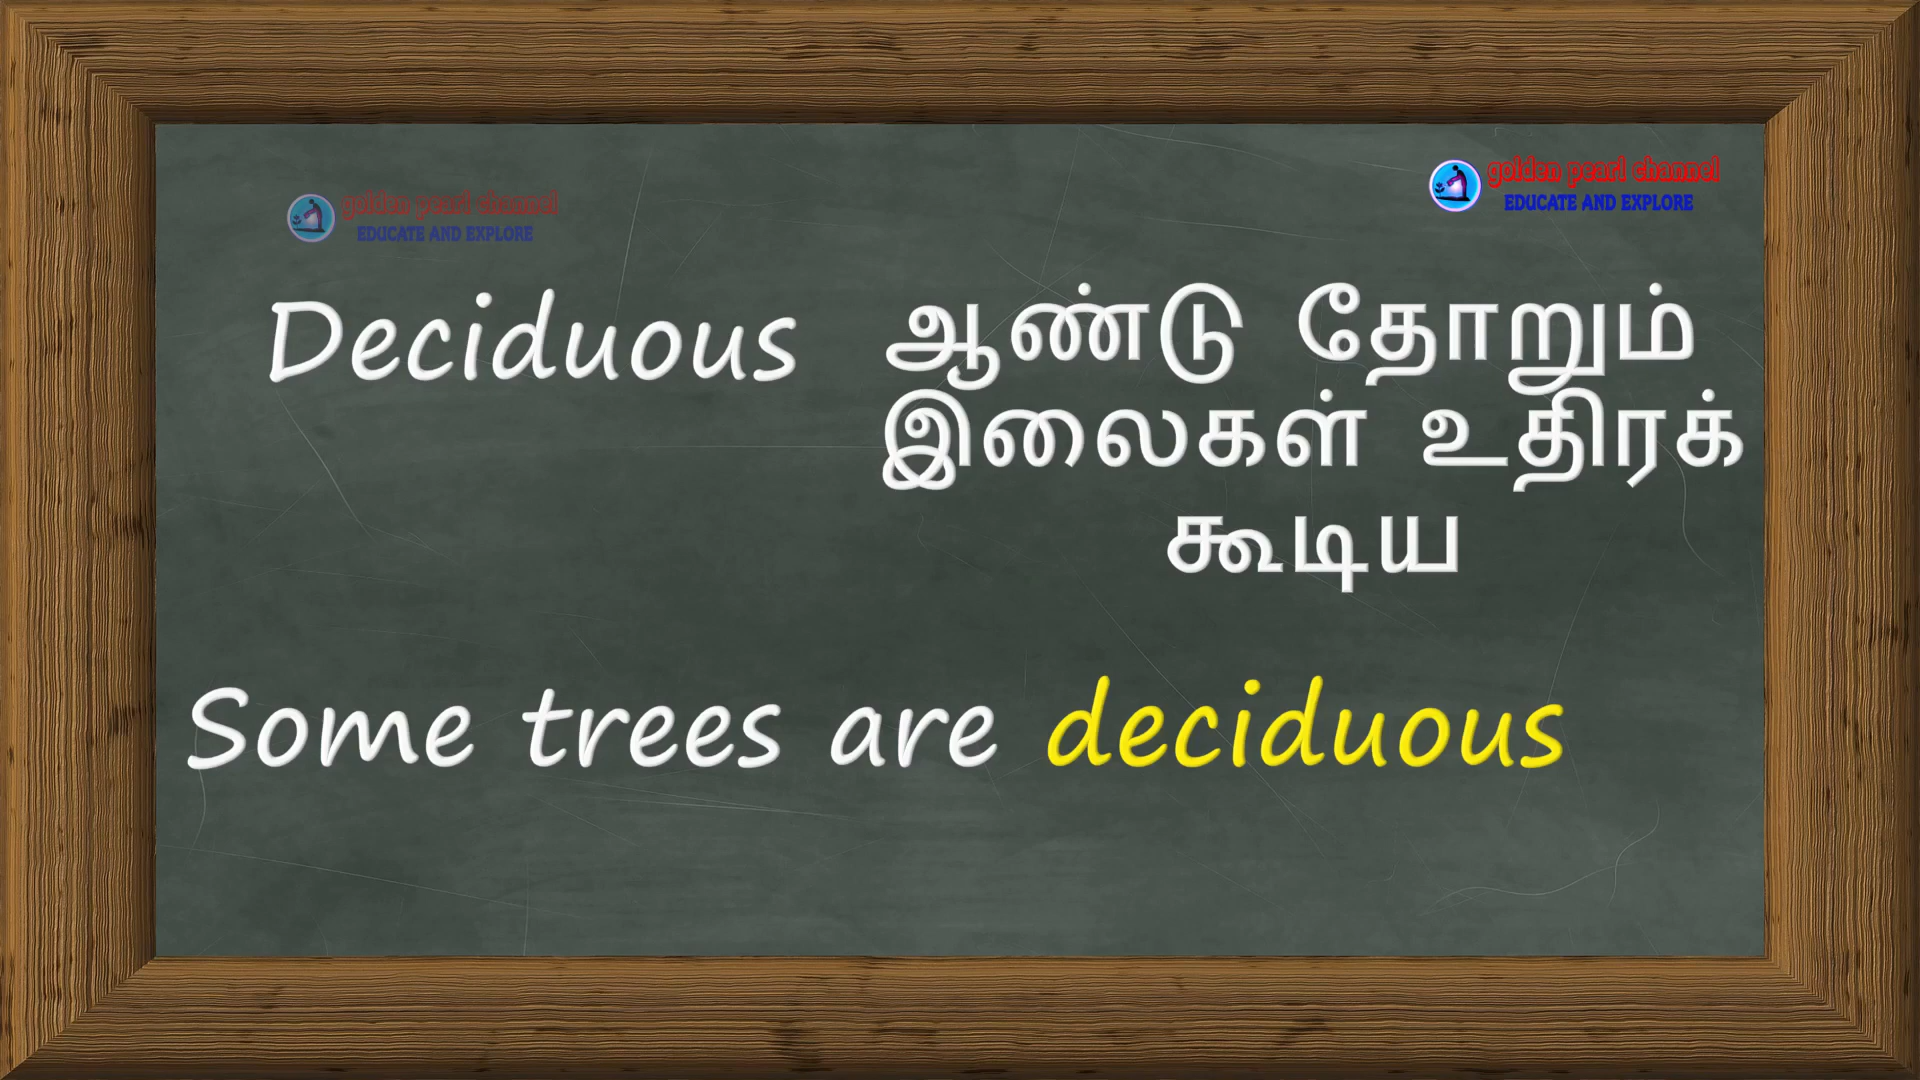 golden pearl channel
EDUCATE AND EXPLORE
golden pearl channel
EDUCATE AND EXPLORE
Deciduous ஆண்டு தோறும்
இலைகள் உதிரக்
கூடிய
Some trees are deciduous